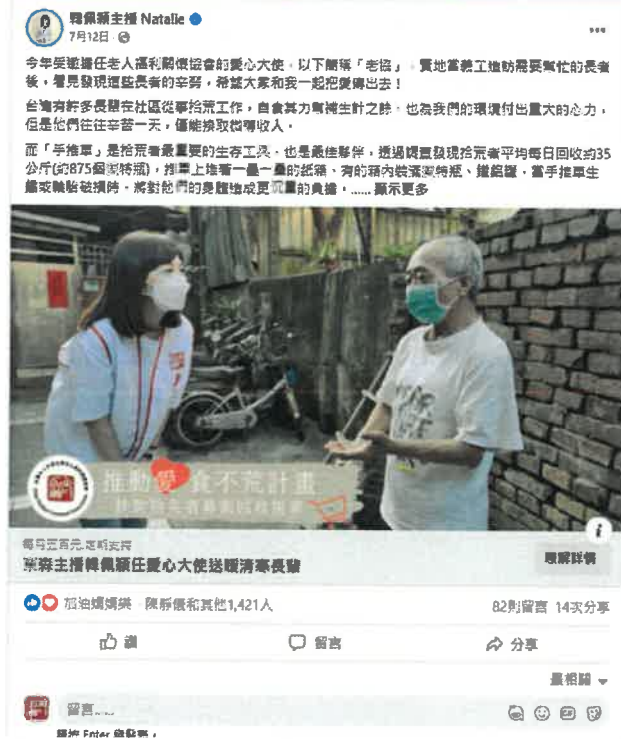 韓佩穎主播 Natalie
7月12日
今年受邀擔任老人福利關懷協會的愛心大使，以下簡稱「老協」，實地當義工造訪需要幫忙的長者
後，看見發現這些長者的辛勞，希望大家和我一起把愛傳出去！
台灣有許多長輩在社區從事拾荒工作，自食其力幫補生計之餘，也為我們的環境付出重大的心力，
但是他們往往辛苦一天，僅能換取微薄收入。
而「手推車」是拾荒者最重要的生存工具，也是最佳夥伴，透過調查發現拾荒者平均每日回收約35
公斤(約875個寶特瓶)，推車上堆著一疊一疊的紙箱、有的箱內裝滿寶特瓶、鐵鋁罐，當手推車生
鏽或輪胎破損時，將對他們的身體造成更沉重的負擔，...... 顯示更多
推動愛食不荒計畫
每月五百元 定期支持
東森主播韓佩穎任愛心大使送暖清寒長輩
瞭解詳情
加油媽媽樂、陳靜儀和其他1,421人
82則留言 14次分享
讚
留言
分享
最相關
留言......
請按 Enter 鍵發佈。